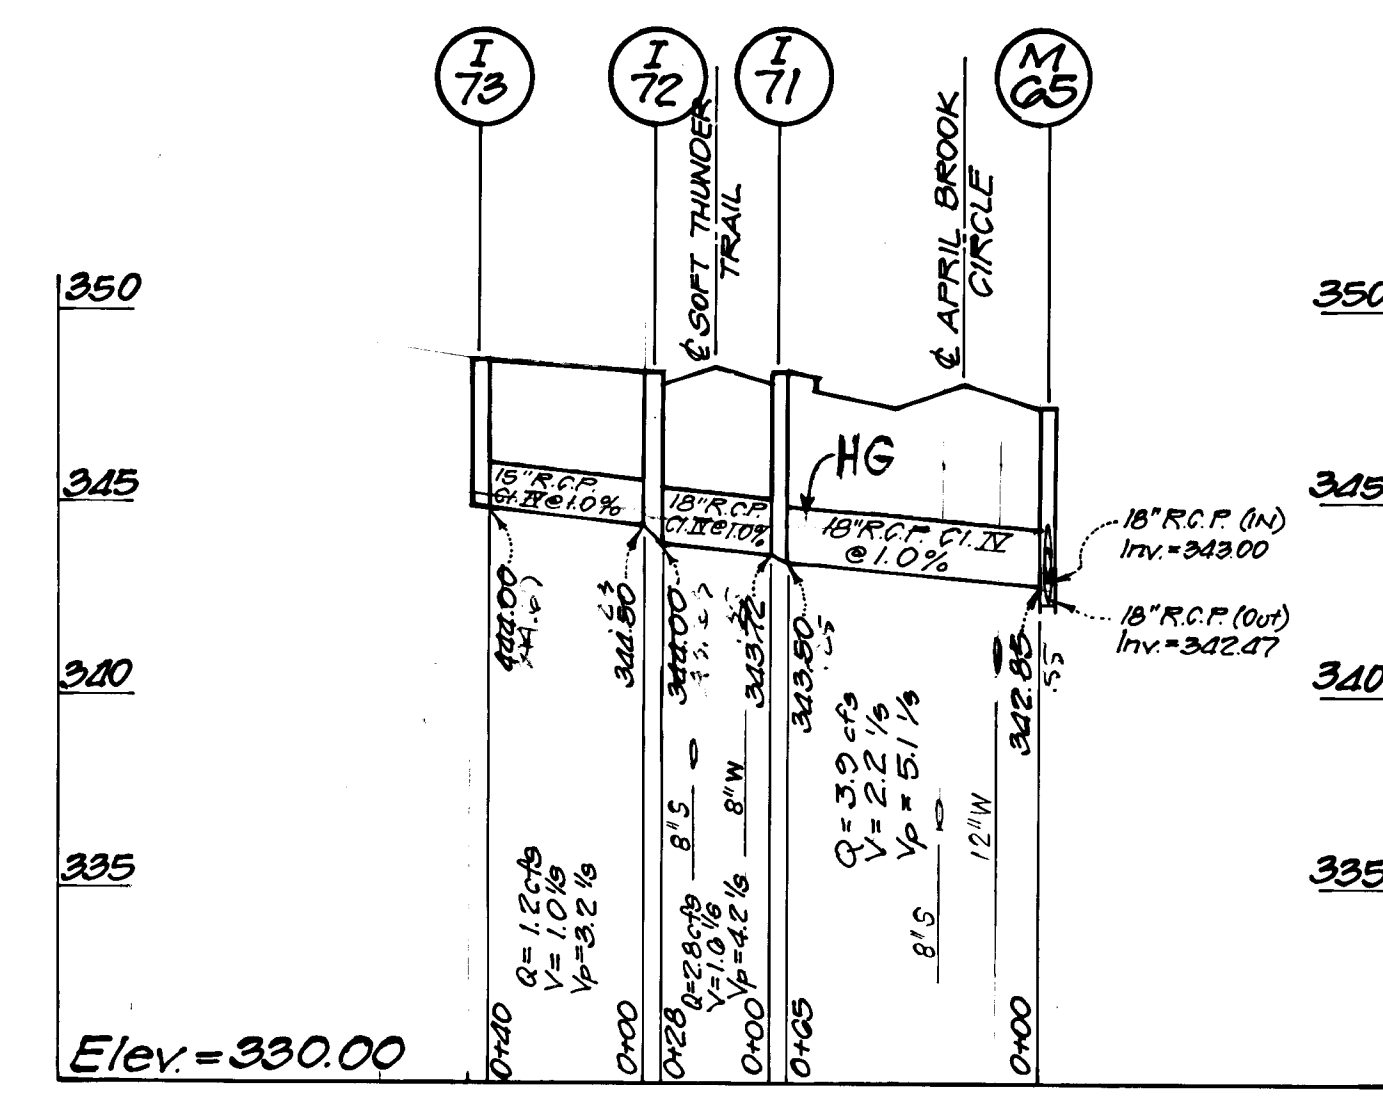 I
73
I
72
I
71
M
65
℄ SOFT THUNDER
TRAIL
℄ APRIL BROOK
CIRCLE
350
350
345
345
340
340
335
335
HG
15" R.C.P.
Cl. IV @ 1.0%
18" R.C.P.
Cl. IV @ 1.0%
18" R.C.P. Cl. IV
@ 1.0%
18" R.C.P. (IN)
Inv. = 343.00
18" R.C.P. (Out)
Inv. = 342.47
444.00
344.80
.23
344.00
343.72
343.50
342.85
.55
Q = 1.2 cfs
V = 1.0 '/s
Vp = 3.2 '/s
8" S
8" W
Q = 2.8 cfs
V = 1.6 '/s
Vp = 4.2 '/s
Q = 3.9 cfs
V = 2.2 '/s
Vp = 5.1 '/s
8" S
12" W
0+40
0+00
0+28
0+00
0+65
0+00
Elev. = 330.00